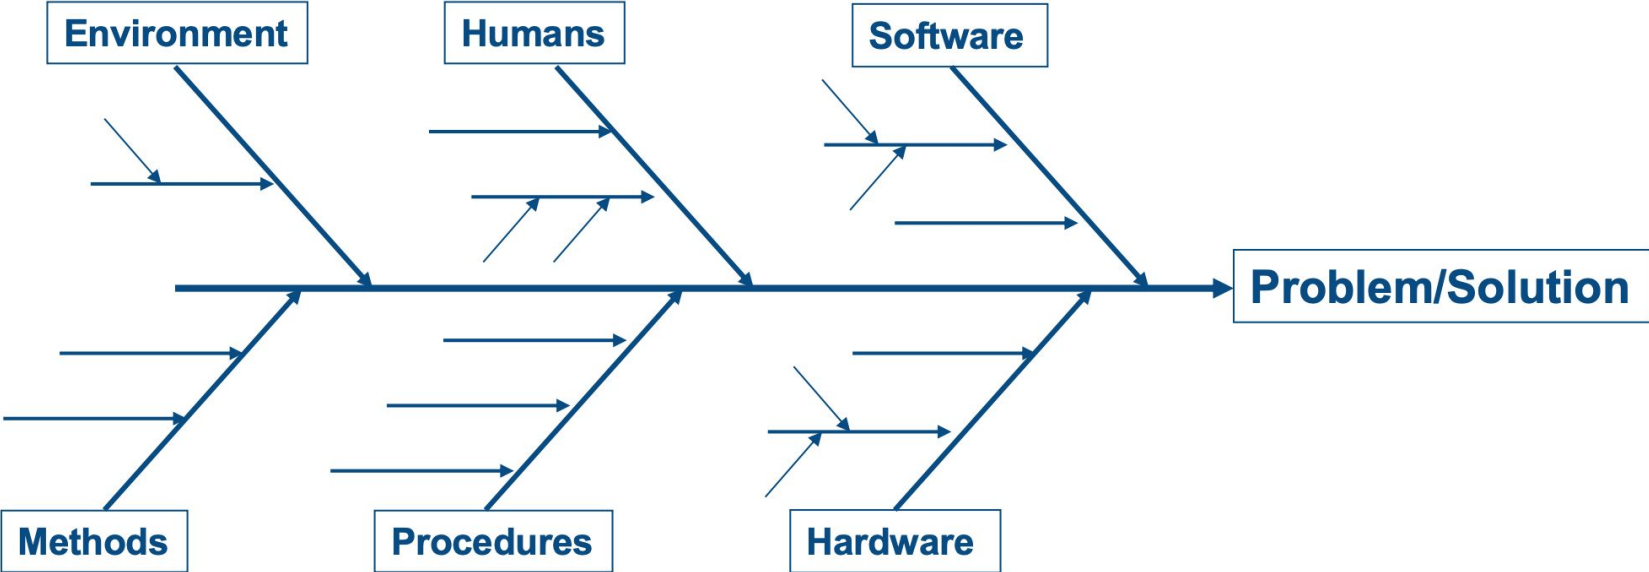 Environment
Humans
Software
Problem/Solution
Methods
Procedures
Hardware